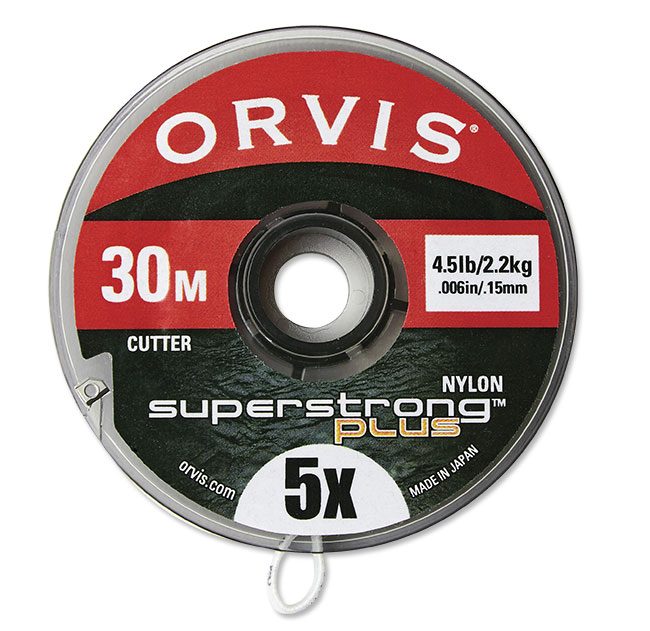 ORVIS®
30M
4.5lb/2.2kg
.006in/.15mm
CUTTER
NYLON
superstrong™
PLUS
orvis.com
5X
MADE IN JAPAN